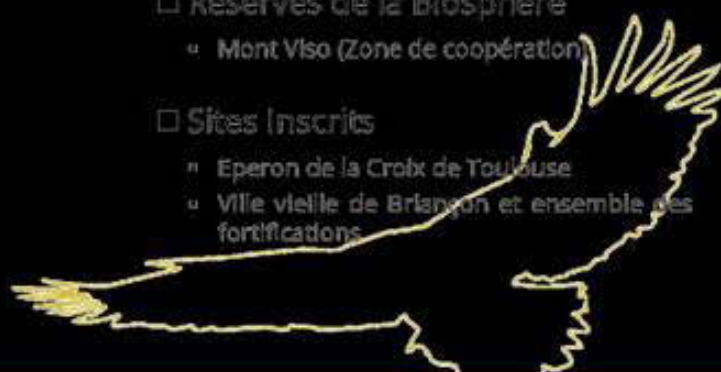 □ Réserves de la Biosphère
▫ Mont Viso (Zone de coopération)
□ Sites Inscrits
▫ Eperon de la Croix de Toulouse
▫ Ville vieille de Briançon et ensemble des
fortifications